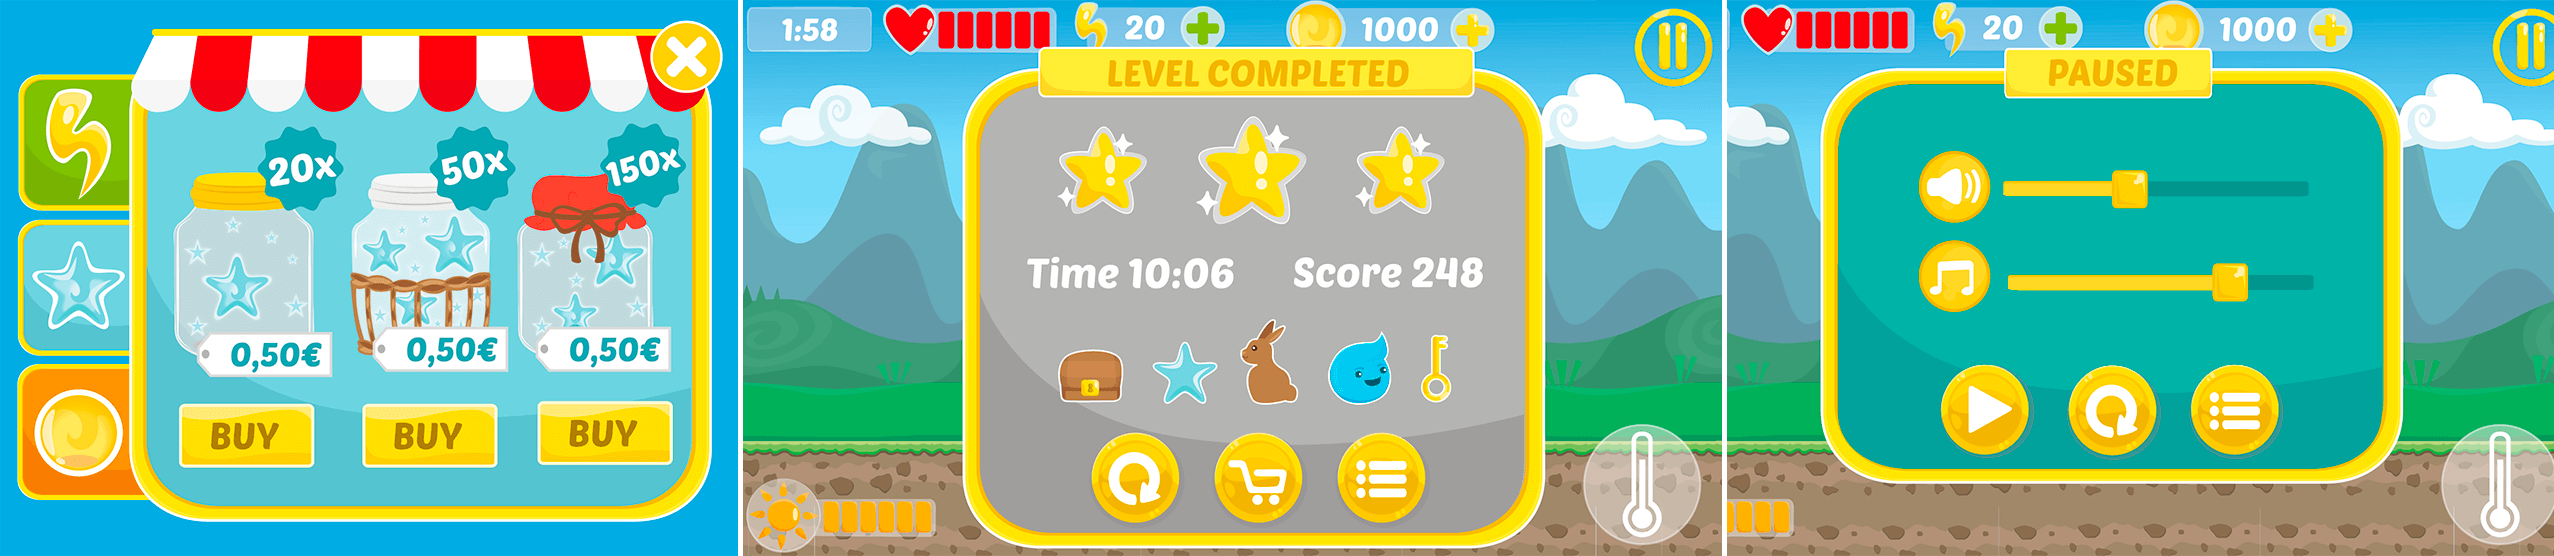 20x
50x
150x
0,50€
0,50€
0,50€
BUY
BUY
BUY
1:58
20
1000
LEVEL COMPLETED
Time 10:06
Score 248
20
1000
PAUSED